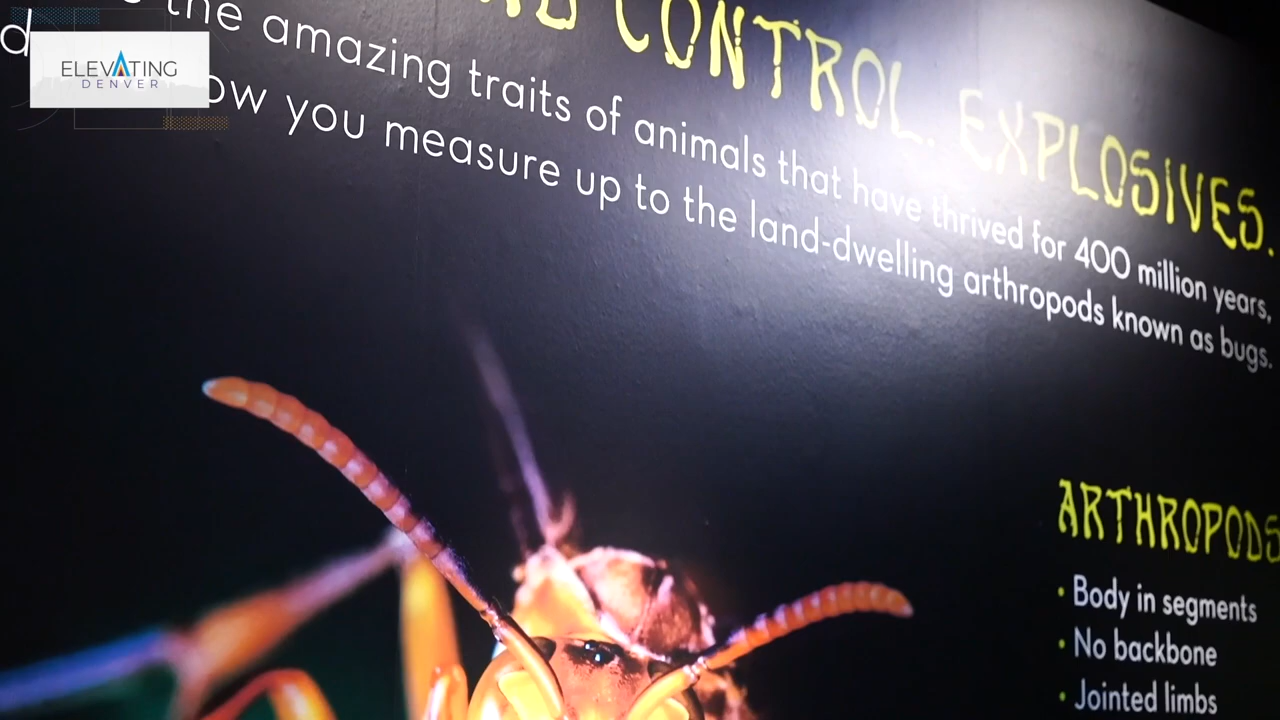 ELEVATING
DENVER
CONTROL. EXPLOSIVES.
the amazing traits of animals that have thrived for 400 million years,
you measure up to the land-dwelling arthropods known as bugs.
ARTHROPODS
• Body in segments
• No backbone
• Jointed limbs